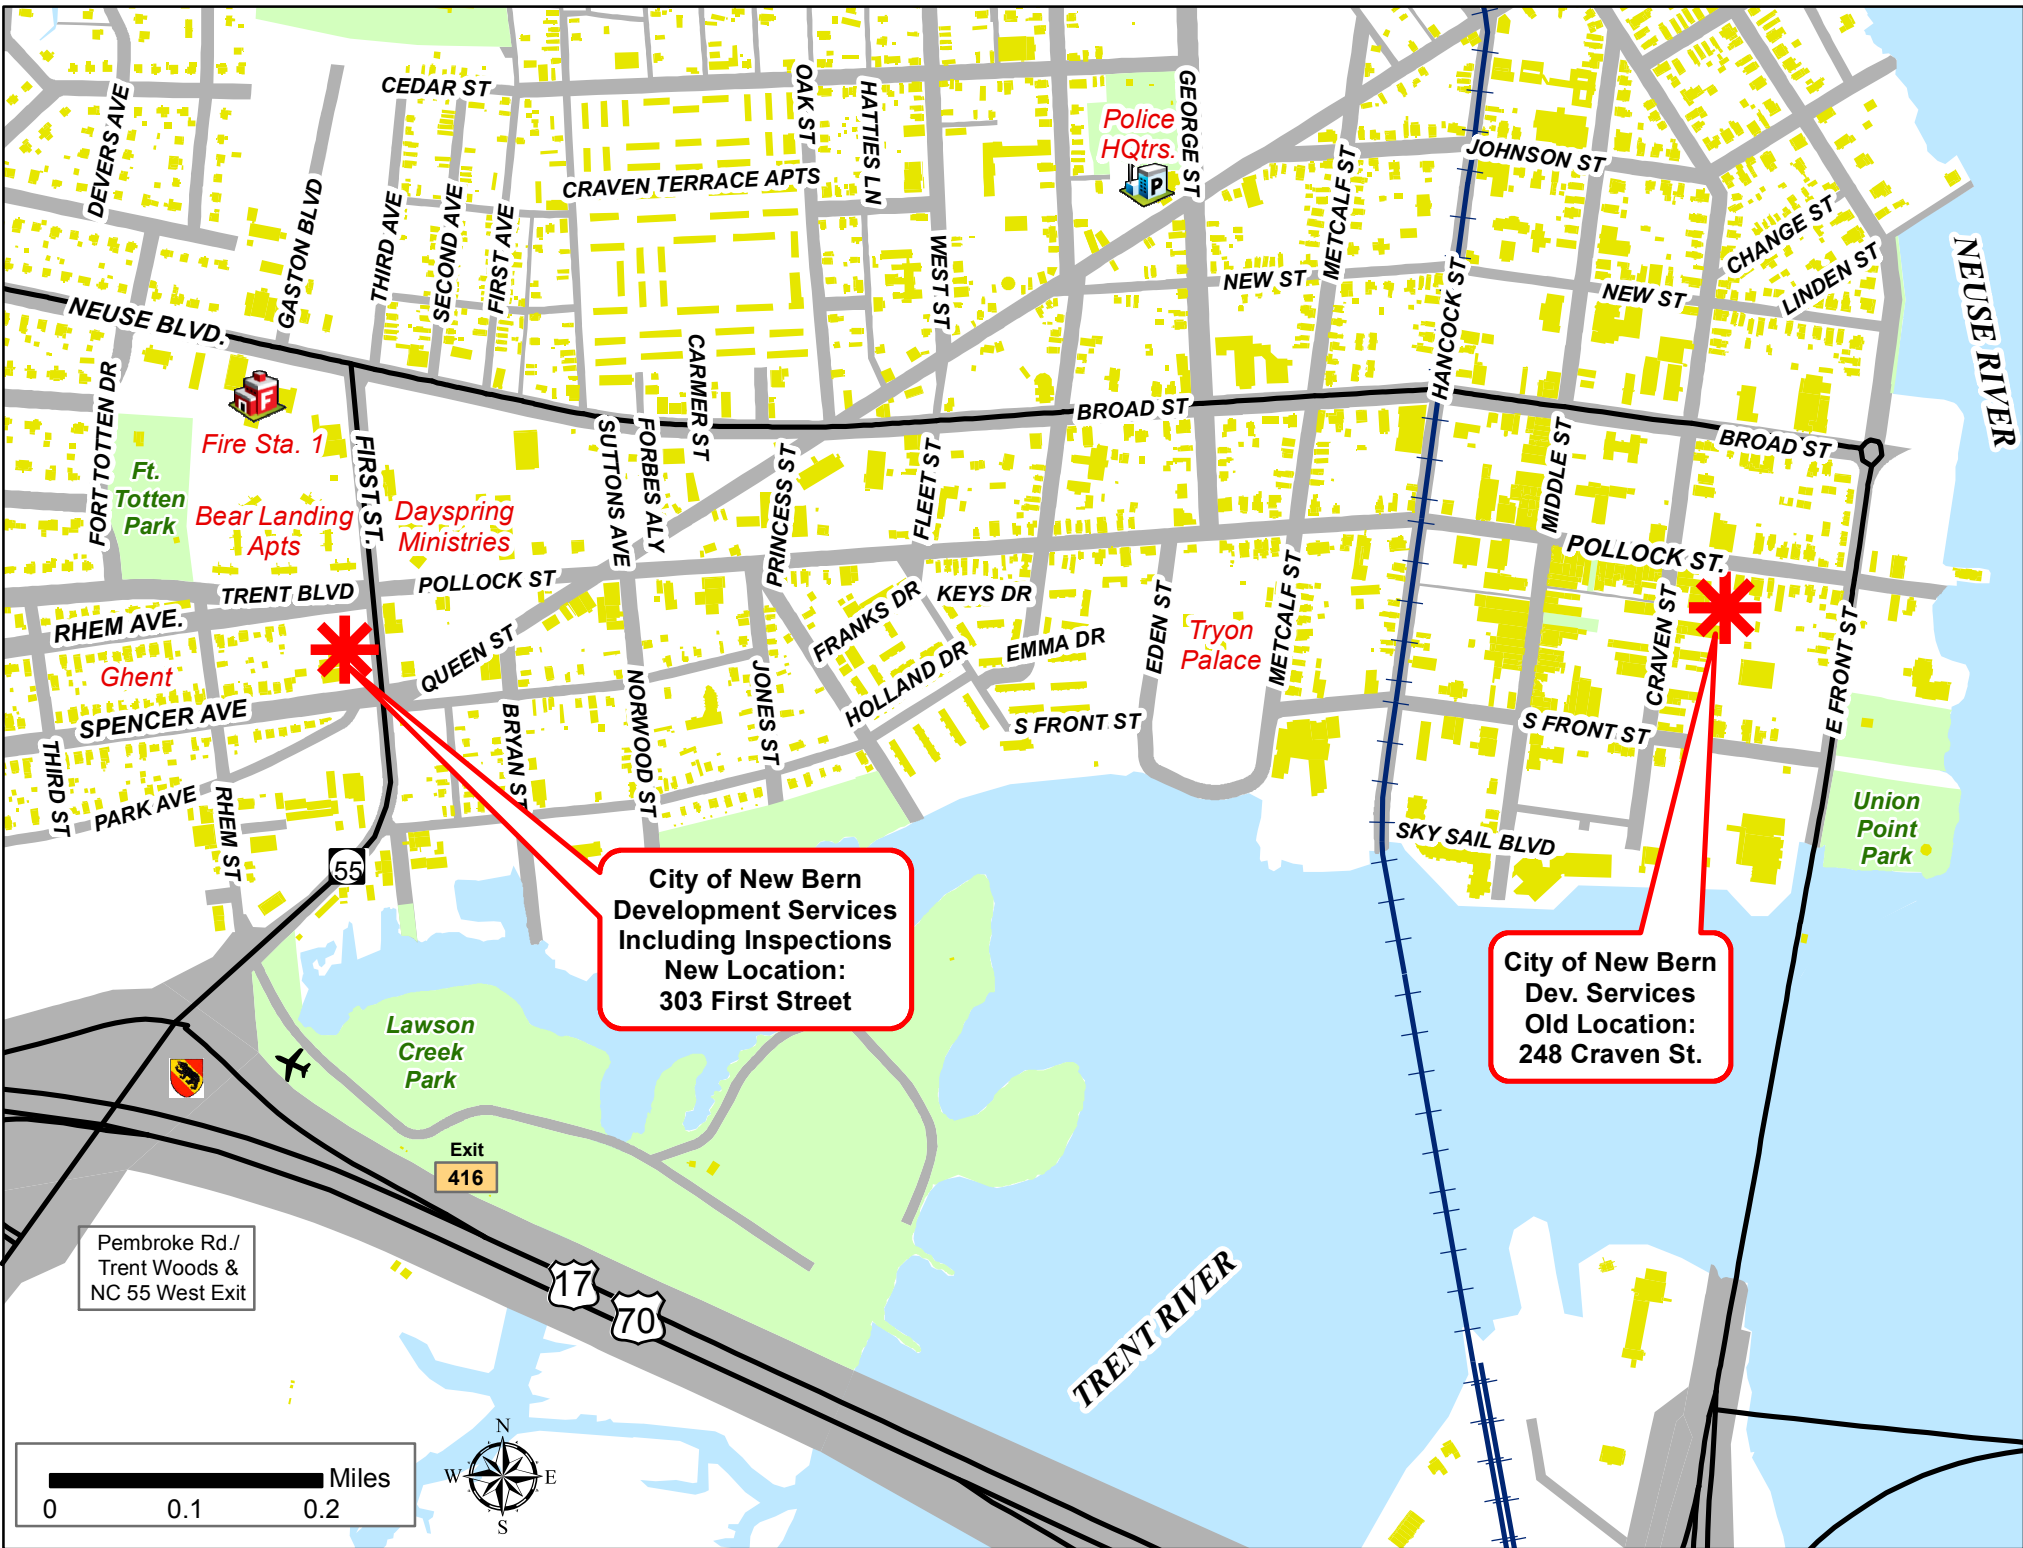 CEDAR ST
OAK ST
HATTIES LN
GEORGE ST
DEVERS AVE
Police
HQtrs.
JOHNSON ST
METCALF ST
CRAVEN TERRACE APTS
GASTON BLVD
THIRD AVE
SECOND AVE
FIRST AVE
WEST ST
CHANGE ST
LINDEN ST
NEW ST
NEW ST
HANCOCK ST
NEUSE RIVER
NEUSE BLVD.
CARMER ST
FORT TOTTEN DR
Fire Sta. 1
FIRST ST.
SUTTONS AVE
FORBES ALY
PRINCESS ST
FLEET ST
BROAD ST
MIDDLE ST
BROAD ST
Ft.
Totten
Park
Bear Landing
Apts
Dayspring
Ministries
POLLOCK ST.
TRENT BLVD
POLLOCK ST
RHEM AVE.
Ghent
QUEEN ST
FRANKS DR
KEYS DR
EMMA DR
HOLLAND DR
EDEN ST
Tryon
Palace
METCALF ST
CRAVEN ST
E FRONT ST
SPENCER AVE
BRYAN ST
NORWOOD ST
JONES ST
S FRONT ST
S FRONT ST
THIRD ST
PARK AVE
RHEM ST
SKY SAIL BLVD
Union
Point
Park
55
City of New Bern
Development Services
Including Inspections
New Location:
303 First Street
City of New Bern
Dev. Services
Old Location:
248 Craven St.
Lawson
Creek
Park
Exit
416
Pembroke Rd./
Trent Woods &
NC 55 West Exit
17
70
TRENT RIVER
Miles
0 0.1 0.2
N
W E
S
P
F